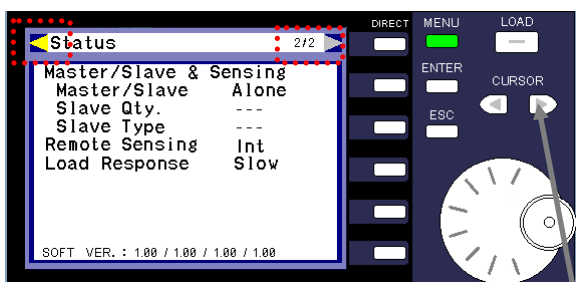 DIRECT MENU LOAD
Status 2/2
Master/Slave & Sensing
Master/Slave Alone
Slave Qty. ---
Slave Type ---
Remote Sensing Int
Load Response Slow
SOFT VER. : 1.00 / 1.00 / 1.00 / 1.00
ENTER
CURSOR
ESC